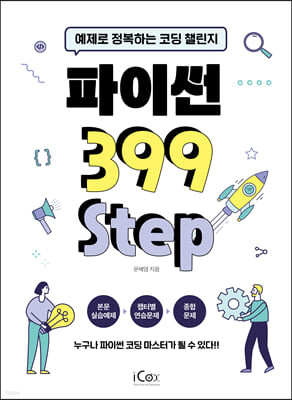 예제로 정복하는 코딩 챌린지
파이썬
399
Step
문혜영 지음
본문
실습예제
챕터별
연습문제
종합
문제
누구나 파이썬 코딩 마스터가 될 수 있다!!
iCox